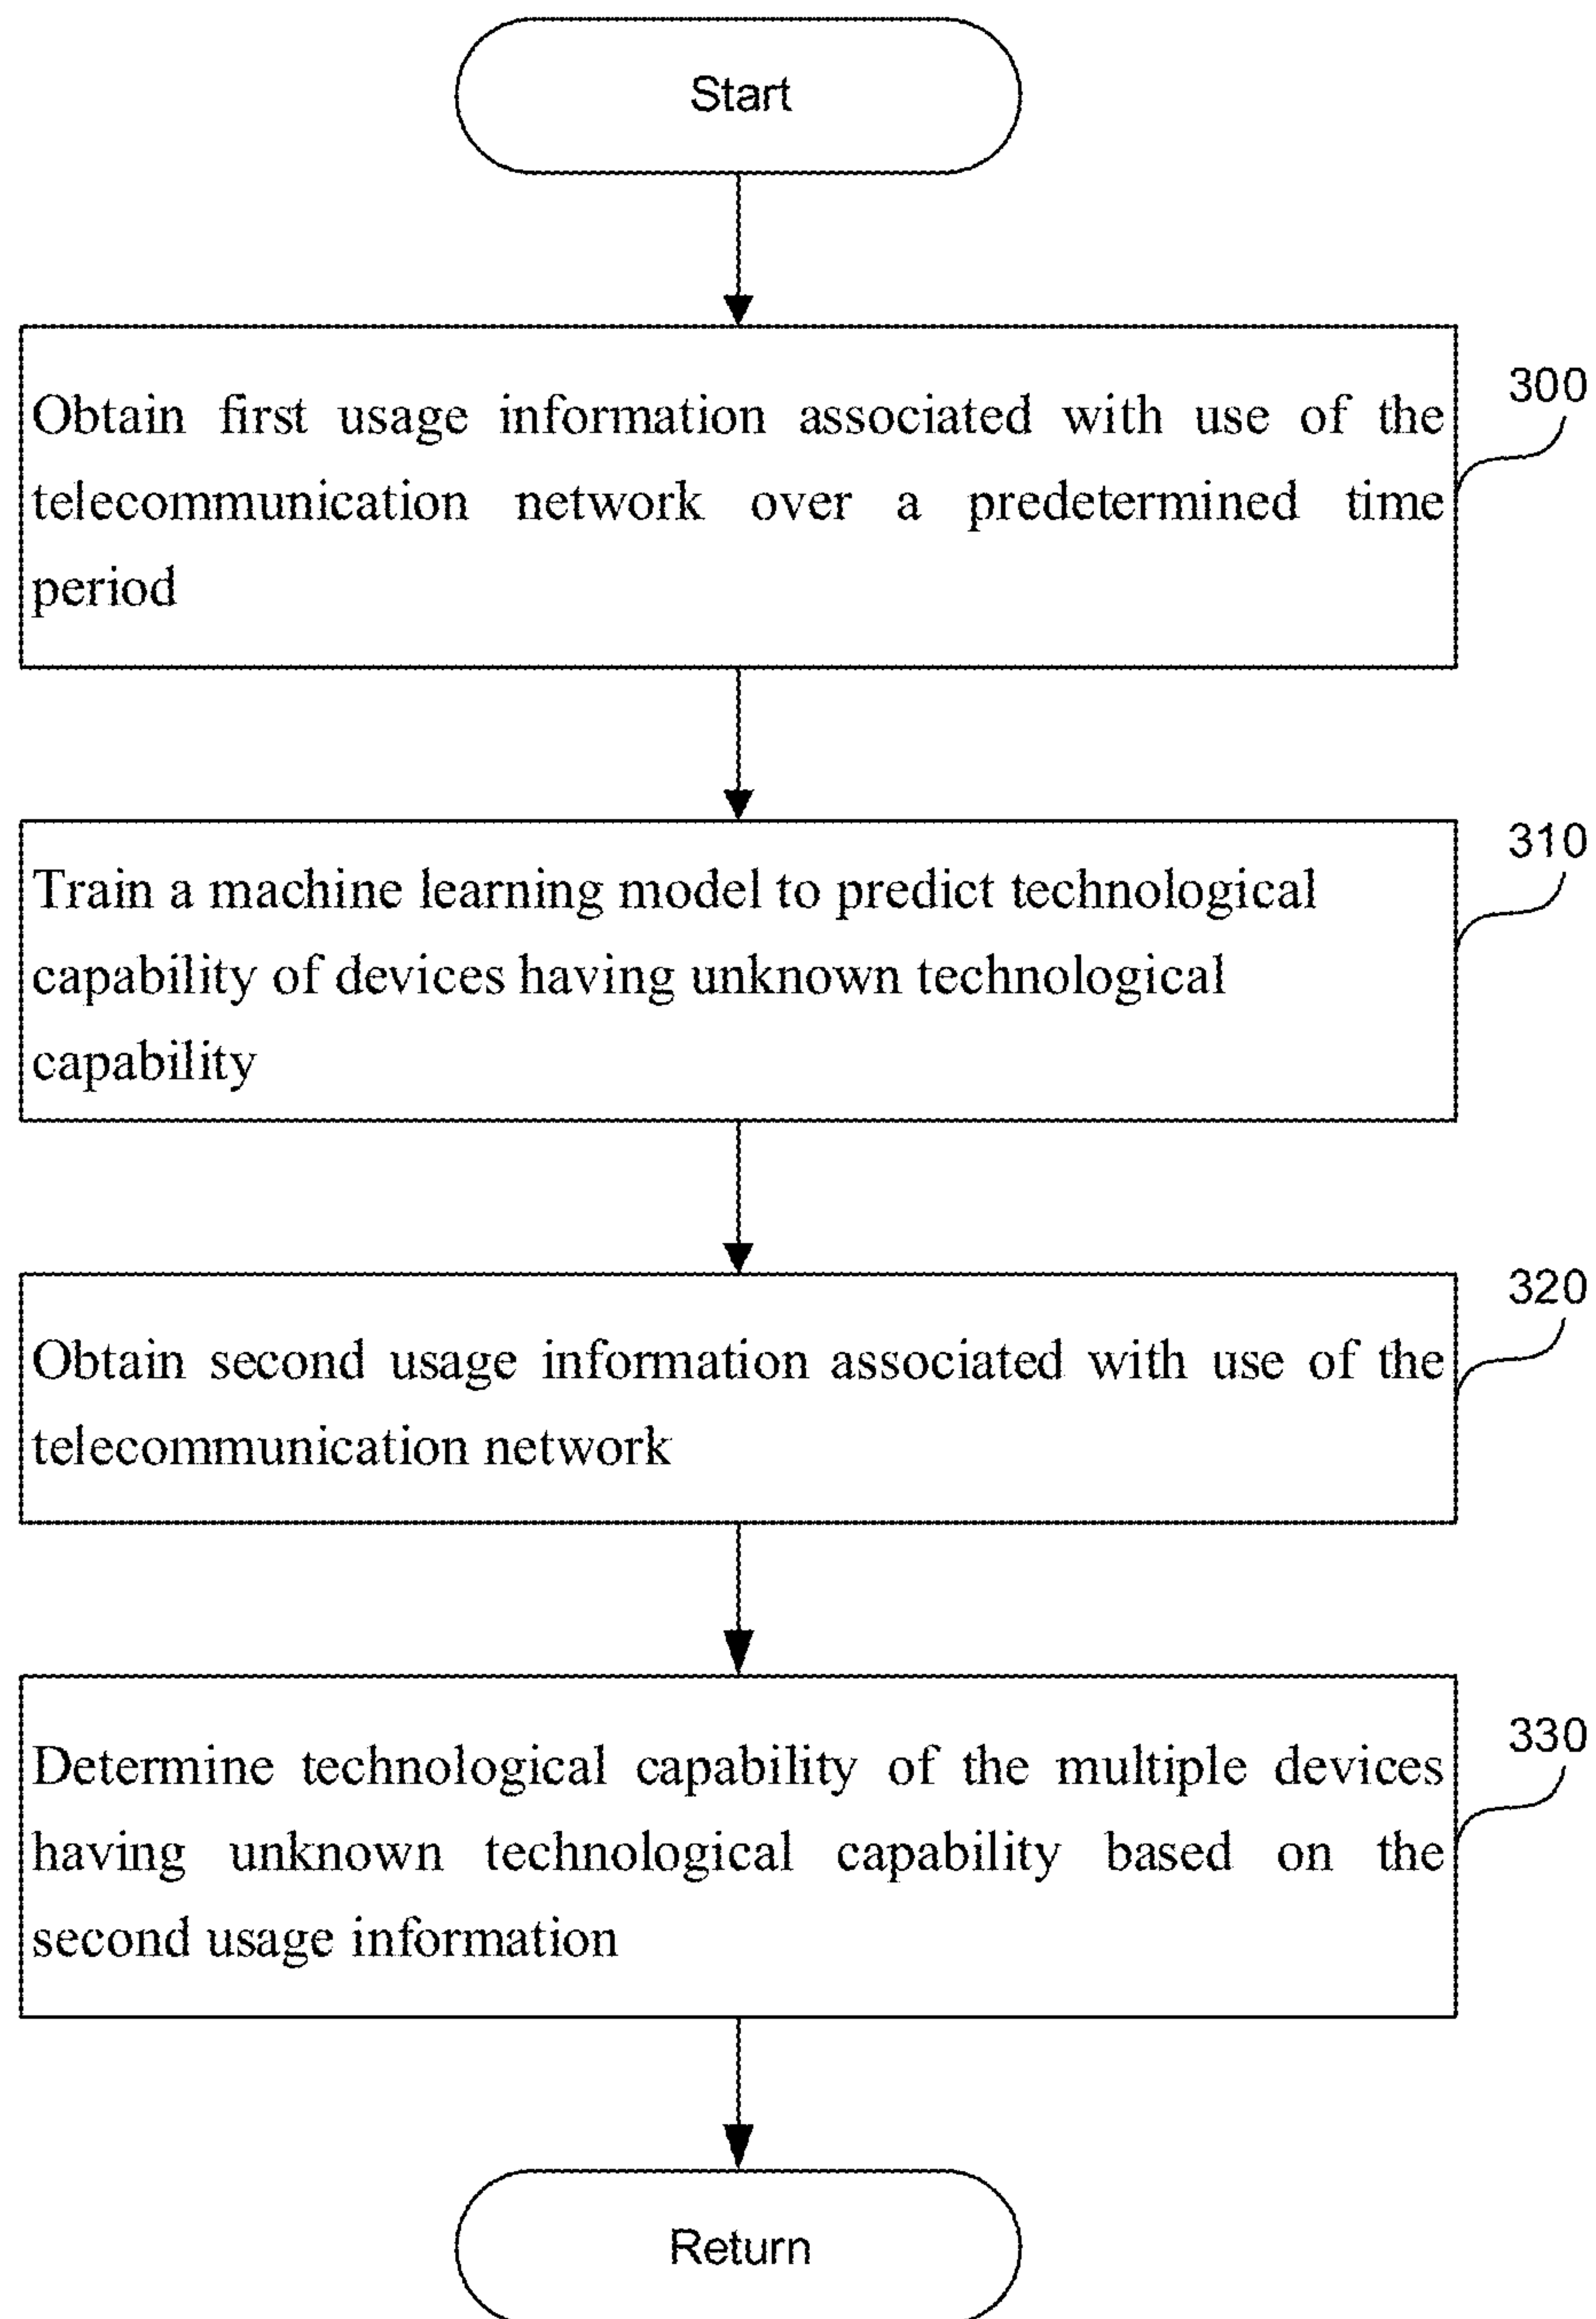 Start
300
Obtain first usage information associated with use of the
telecommunication network over a predetermined time
period
310
Train a machine learning model to predict technological
capability of devices having unknown technological
capability
320
Obtain second usage information associated with use of the
telecommunication network
330
Determine technological capability of the multiple devices
having unknown technological capability based on the
second usage information
Return